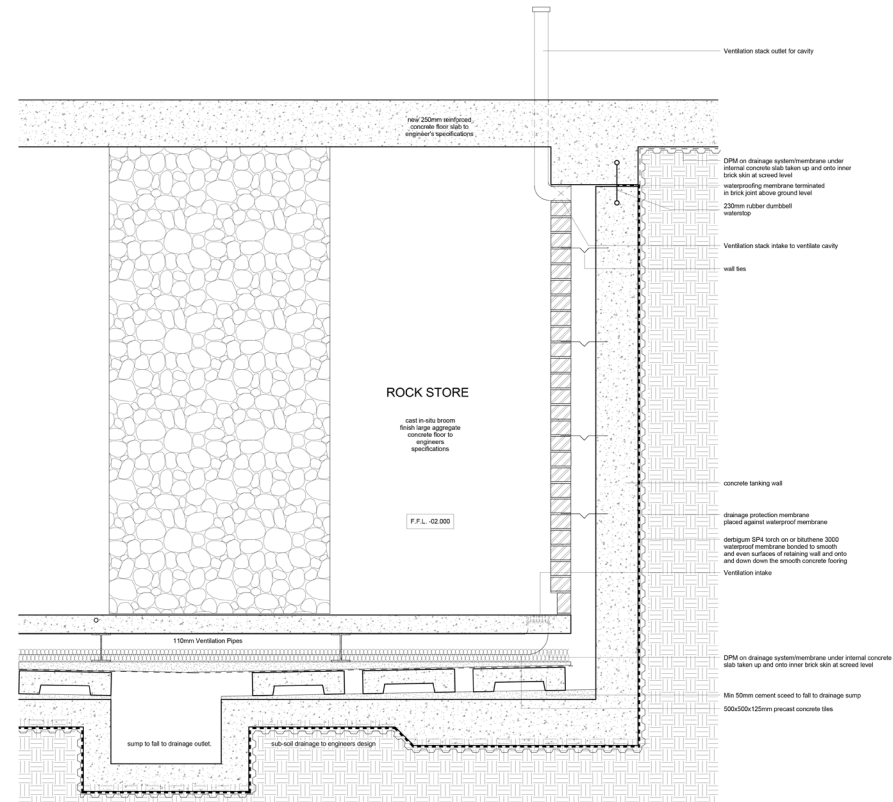 Ventilation stack outlet for cavity
new 250mm reinforced
concrete floor slab to
engineer's specifications
DPM on drainage system/membrane under
internal concrete slab taken up and onto inner
brick skin at screed level
waterproofing membrane terminated
in brick joint above ground level
230mm rubber dumbbell
waterstop
Ventilation stack intake to ventilate cavity
wall ties
ROCK STORE
cast in-situ broom
finish large aggregate
concrete floor to
engineers
specifications
F.F.L. -02.000
concrete tanking wall
drainage protection membrane
placed against waterproof membrane
derbigum SP4 torch on or bituthene 3000
waterproof membrane bonded to smooth
and even surfaces of retaining wall and onto
and down down the smooth concrete fooring
Ventilation intake
110mm Ventilation Pipes
DPM on drainage system/membrane under internal concrete
slab taken up and onto inner brick skin at screed level
Min 50mm cement sceed to fall to drainage sump
500x500x125mm precast concrete tiles
sump to fall to drainage outlet.
sub-soil drainage to engineers design